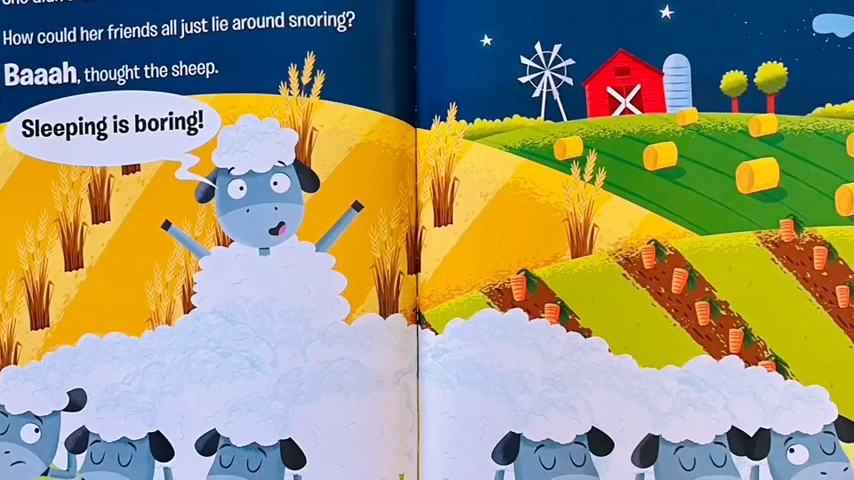 How could her friends all just lie around snoring?
Baaah, thought the sheep.
Sleeping is boring!